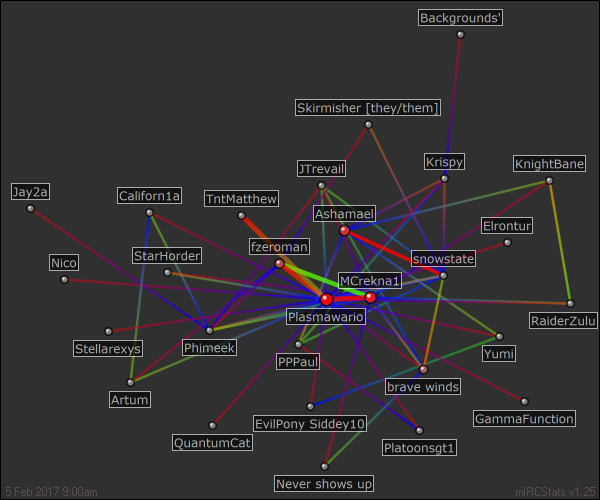 Backgrounds'
Skirmisher [they/them]
JTrevail
Krispy
KnightBane
Jay2a
Californ1a
TntMatthew
Ashamael
Elrontur
fzeroman
StarHorder
snowstate
Nico
MCrekna1
Plasmawario
RaiderZulu
Stellarexys
Phimeek
Yumi
PPPaul
brave winds
Artum
GammaFunction
EvilPony Siddey10
QuantumCat
Platoonsgt1
Never shows up
5 Feb 2017 9:00am
mIRCStats v1.25